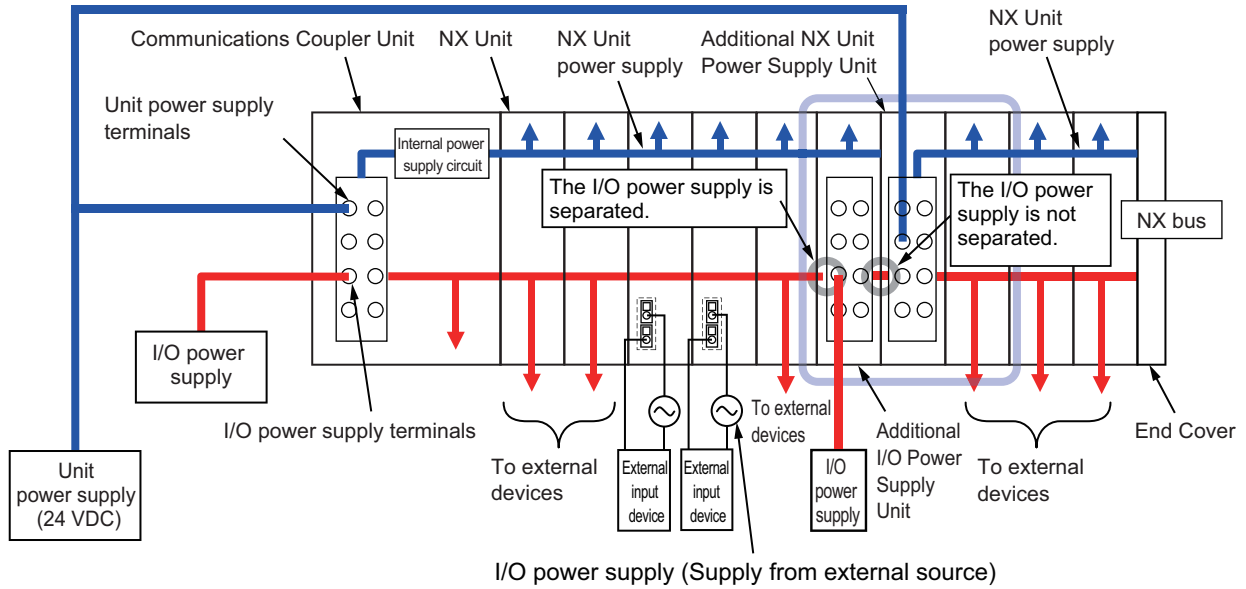 NX Unit
power supply
Communications Coupler Unit
NX Unit
NX Unit
power supply
Additional NX Unit
Power Supply Unit
Unit power supply
terminals
Internal power
supply circuit
The I/O power supply is
separated.
The I/O power
supply is not
separated.
NX bus
I/O power
supply
I/O power supply terminals
To external
devices
To external
devices
Additional
I/O Power
Supply
Unit
To external
devices
End Cover
Unit
power supply
(24 VDC)
External
input
device
External
input
device
I/O
power
supply
I/O power supply (Supply from external source)